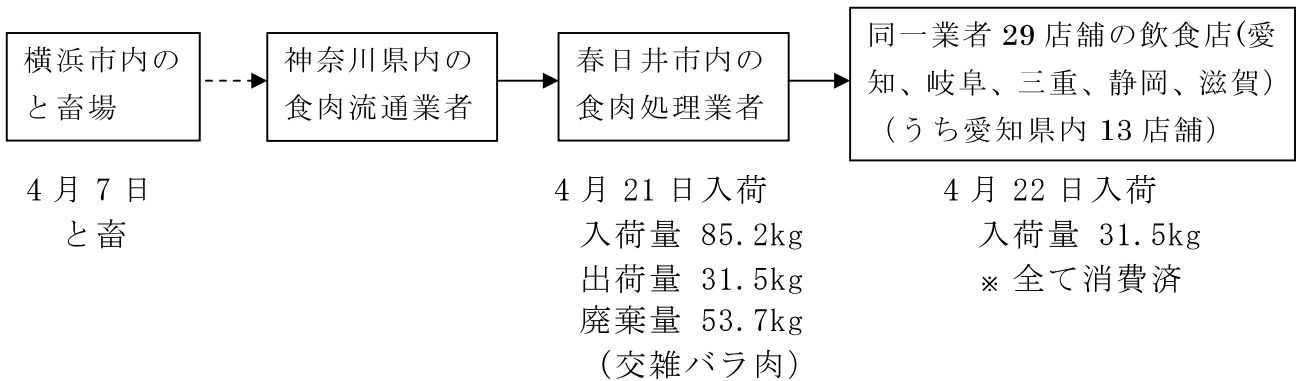 横浜市内の
と畜場
神奈川県内の
食肉流通業者
春日井市内の
食肉処理業者
同一業者 29 店舗の飲食店(愛
知、岐阜、三重、静岡、滋賀）
（うち愛知県内 13 店舗）
4 月 7 日
と畜
4 月 21 日入荷
入荷量 85.2kg
出荷量 31.5kg
廃棄量 53.7kg
（交雑バラ肉）
4 月 22 日入荷
入荷量 31.5kg
※ 全て消費済